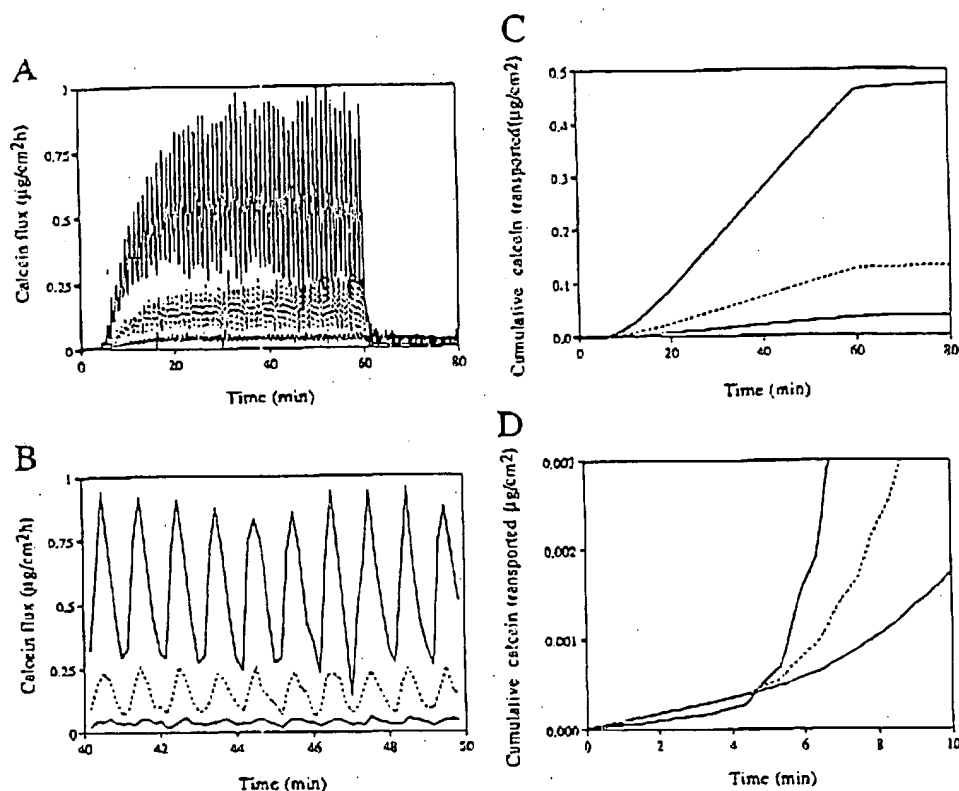 A
Calcein flux (µg/cm²h)
1
0.75
0.5
0.25
0
0 20 40 60 80
Time (min)
B
Calcein flux (µg/cm²h)
1
0.75
0.5
0.25
0
40 42 44 46 48 50
Time (min)
C
Cumulative calcein transported (µg/cm2)
0.5
0.4
0.3
0.2
0.1
0.0
0 20 40 60 80
Time (min)
D
Cumulative calcein transported (µg/cm²)
0.003
0.002
0.001
0.000
0 2 4 6 8 10
Time (min)